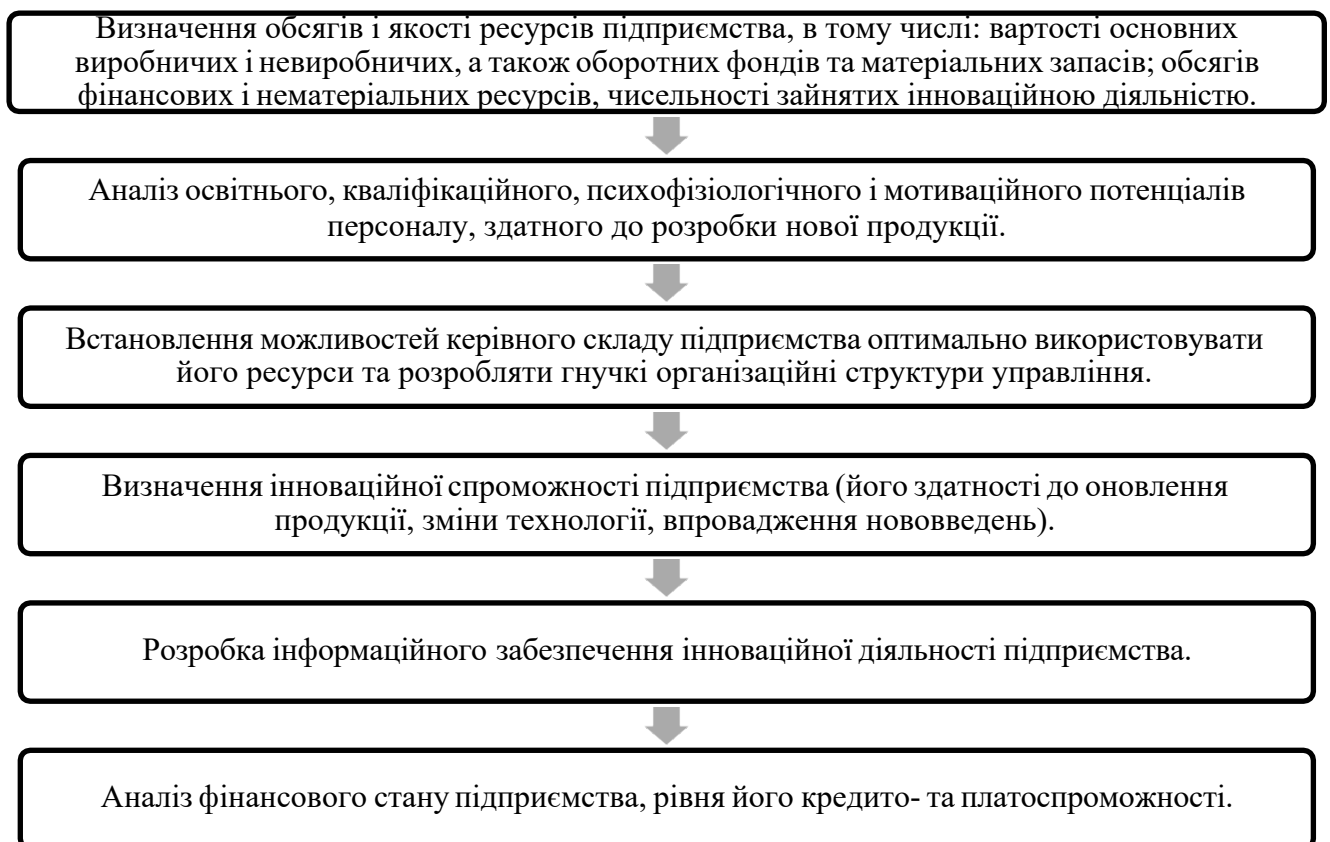 Визначення обсягів і якості ресурсів підприємства, в тому числі: вартості основних
виробничих і невиробничих, а також оборотних фондів та матеріальних запасів; обсягів
фінансових і нематеріальних ресурсів, чисельності зайнятих інноваційною діяльністю.
Аналіз освітнього, кваліфікаційного, психофізіологічного і мотиваційного потенціалів
персоналу, здатного до розробки нової продукції.
Встановлення можливостей керівного складу підприємства оптимально використовувати
його ресурси та розробляти гнучкі організаційні структури управління.
Визначення інноваційної спроможності підприємства (його здатності до оновлення
продукції, зміни технології, впровадження нововведень).
Розробка інформаційного забезпечення інноваційної діяльності підприємства.
Аналіз фінансового стану підприємства, рівня його кредито- та платоспроможності.